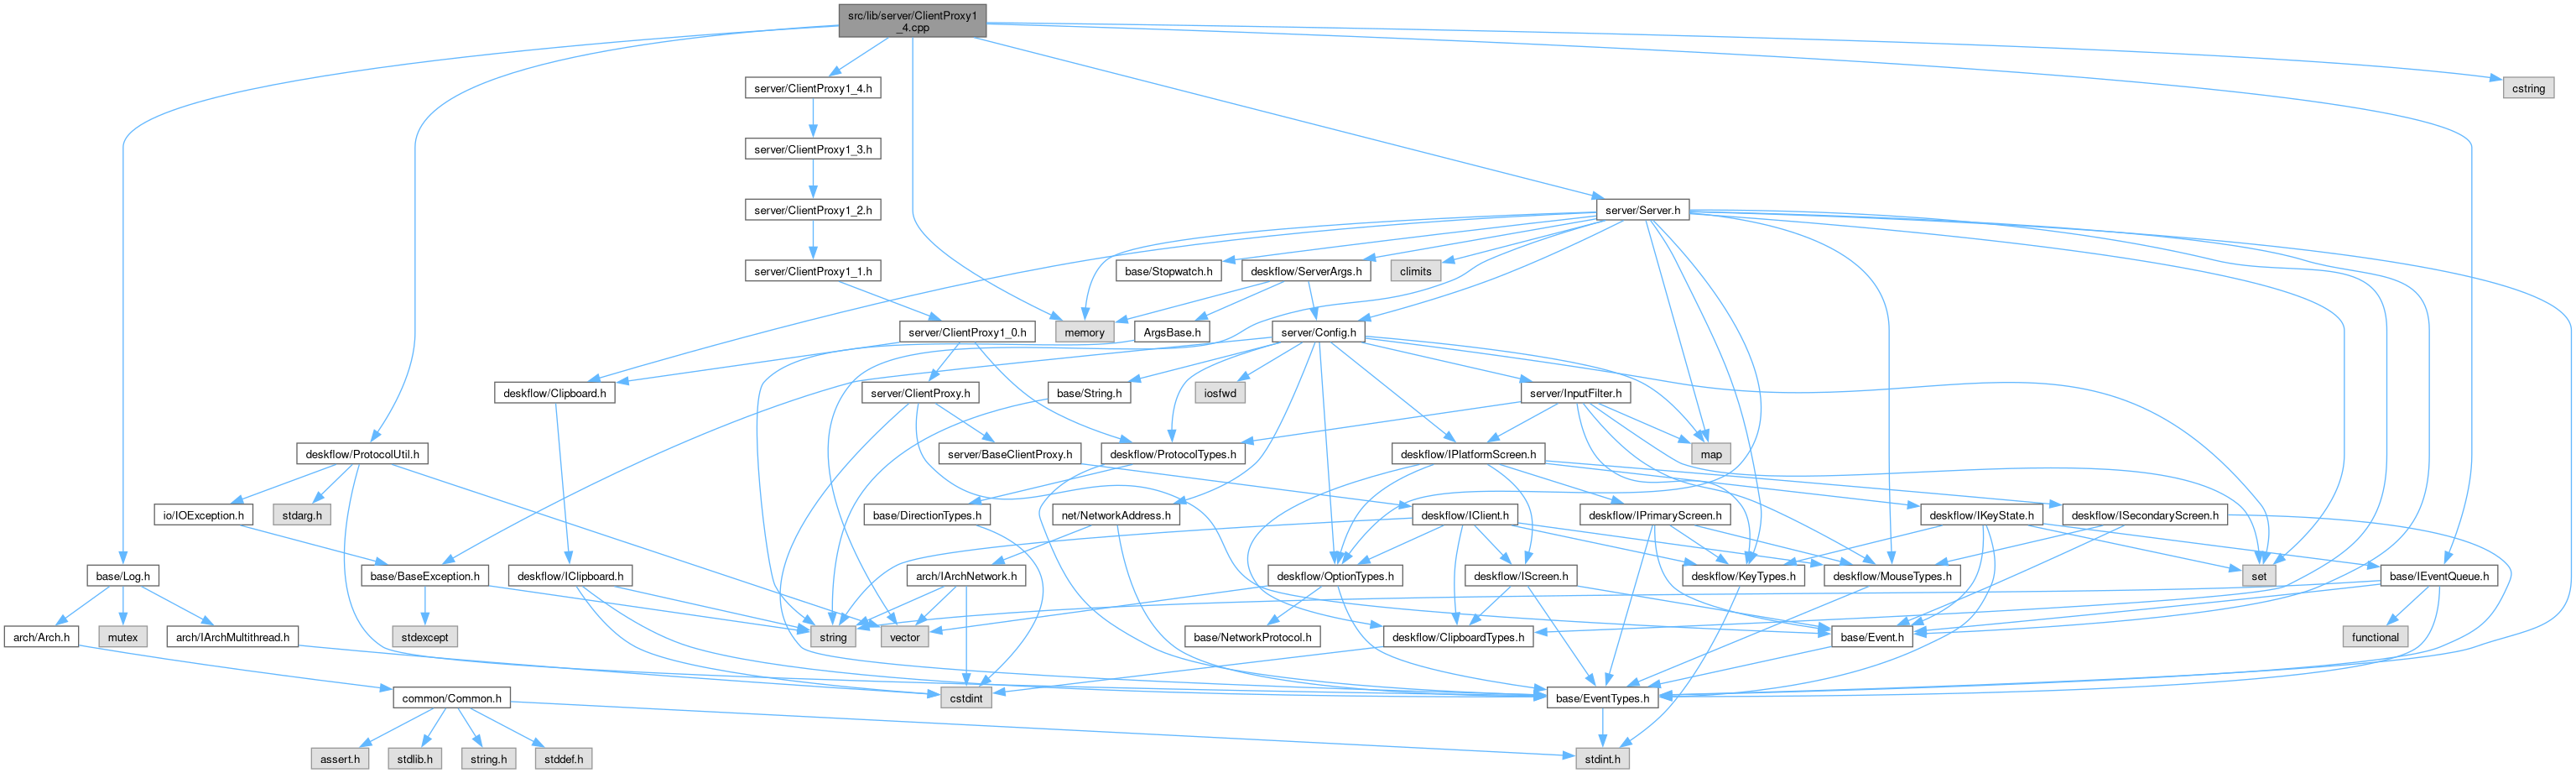 src/lib/server/ClientProxy1
_4.cpp
server/ClientProxy1_4.h
cstring
server/ClientProxy1_3.h
server/ClientProxy1_2.h
server/Server.h
server/ClientProxy1_1.h
base/Stopwatch.h
deskflow/ServerArgs.h
climits
server/ClientProxy1_0.h
memory
ArgsBase.h
server/Config.h
deskflow/Clipboard.h
server/ClientProxy.h
base/String.h
iosfwd
server/InputFilter.h
deskflow/ProtocolUtil.h
server/BaseClientProxy.h
deskflow/ProtocolTypes.h
deskflow/IPlatformScreen.h
map
io/IOException.h
stdarg.h
base/DirectionTypes.h
net/NetworkAddress.h
deskflow/IClient.h
deskflow/IPrimaryScreen.h
deskflow/IKeyState.h
deskflow/ISecondaryScreen.h
base/Log.h
base/BaseException.h
deskflow/IClipboard.h
arch/IArchNetwork.h
deskflow/OptionTypes.h
deskflow/IScreen.h
deskflow/KeyTypes.h
deskflow/MouseTypes.h
set
base/IEventQueue.h
arch/Arch.h
mutex
arch/IArchMultithread.h
stdexcept
string
vector
base/NetworkProtocol.h
deskflow/ClipboardTypes.h
base/Event.h
functional
common/Common.h
cstdint
base/EventTypes.h
assert.h
stdlib.h
string.h
stddef.h
stdint.h